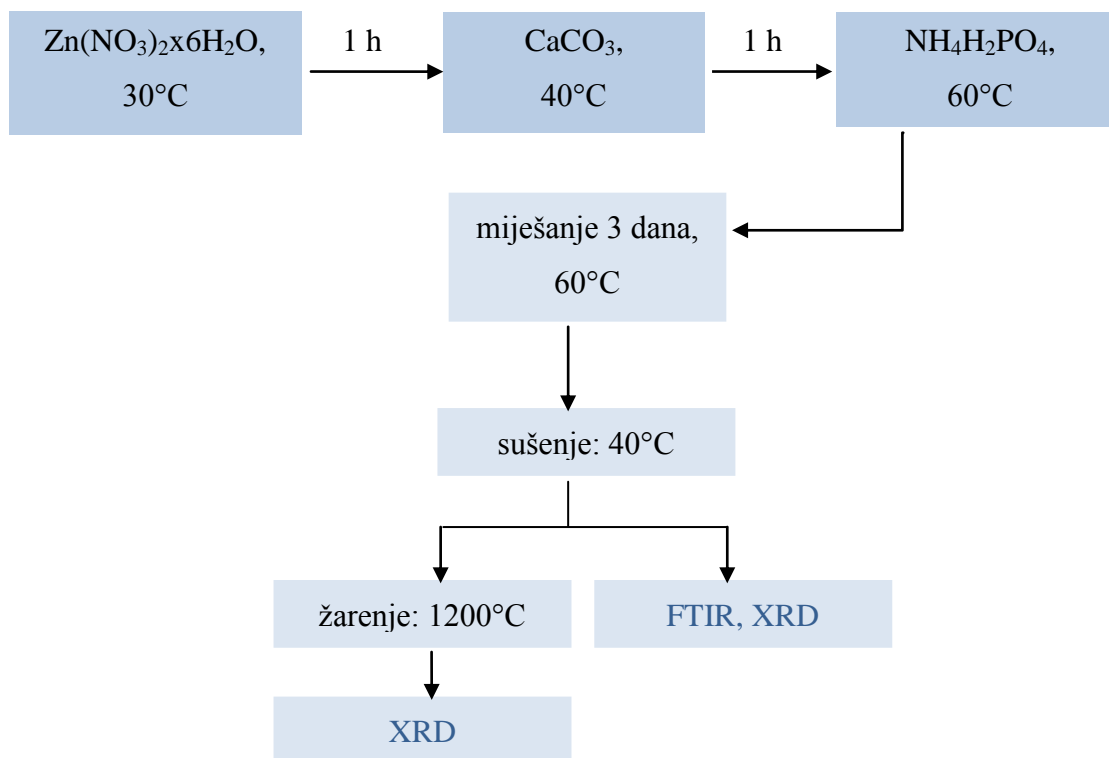 Zn(NO₃)₂x6H₂O,
30°C
1 h
CaCO₃,
40°C
1 h
NH₄H₂PO₄,
60°C
miješanje 3 dana,
60°C
sušenje: 40°C
žarenje: 1200°C
FTIR, XRD
XRD